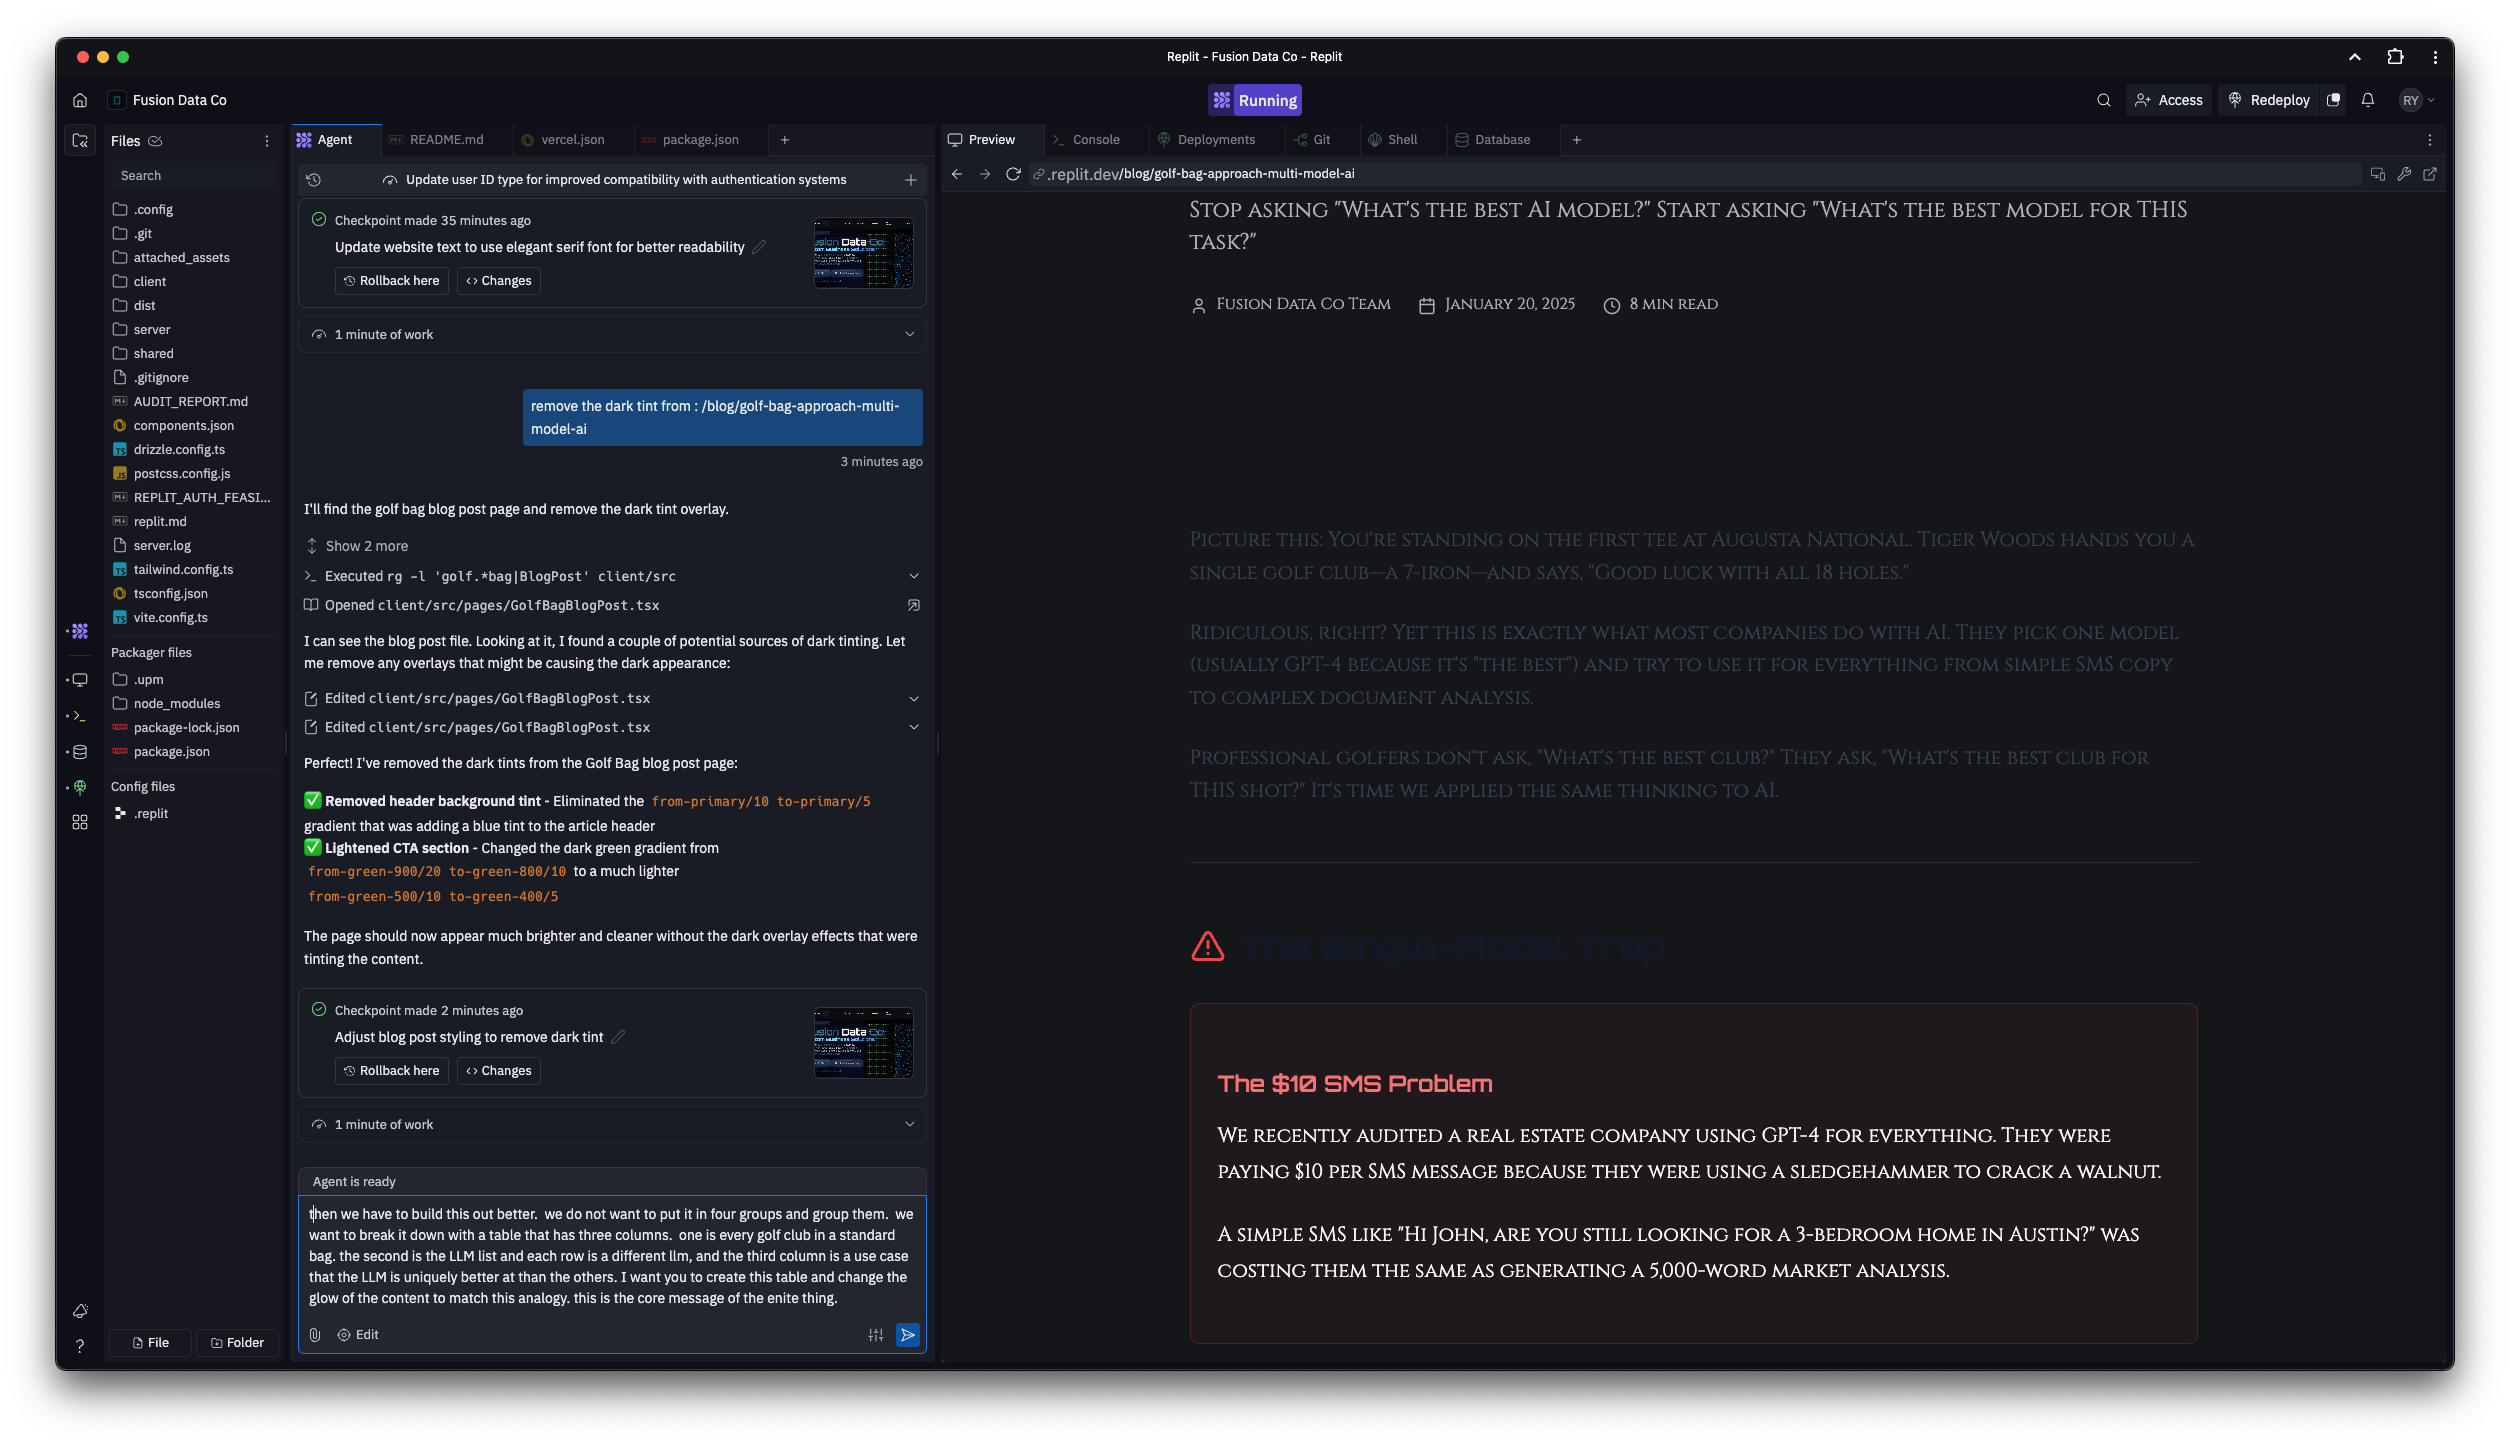 Replit - Fusion Data Co - Replit
Fusion Data Co
Running
Access
Redeploy
RY
Files
Search
.config
.git
attached_assets
client
dist
server
shared
.gitignore
AUDIT_REPORT.md
components.json
drizzle.config.ts
postcss.config.js
REPLIT_AUTH_FEASI...
replit.md
server.log
tailwind.config.ts
tsconfig.json
vite.config.ts
Packager files
.upm
node_modules
package-lock.json
package.json
Config files
.replit
File
Folder
Agent
README.md
vercel.json
package.json
Update user ID type for improved compatibility with authentication systems
Checkpoint made 35 minutes ago
Update website text to use elegant serif font for better readability
Rollback here
Changes
1 minute of work
remove the dark tint from : /blog/golf-bag-approach-multi-
model-ai
3 minutes ago
I'll find the golf bag blog post page and remove the dark tint overlay.
Show 2 more
Executed rg -l 'golf.*bag|BlogPost' client/src
Opened client/src/pages/GolfBagBlogPost.tsx
I can see the blog post file. Looking at it, I found a couple of potential sources of dark tinting. Let
me remove any overlays that might be causing the dark appearance:
Edited client/src/pages/GolfBagBlogPost.tsx
Edited client/src/pages/GolfBagBlogPost.tsx
Perfect! I've removed the dark tints from the Golf Bag blog post page:
✅ Removed header background tint - Eliminated the from-primary/10 to-primary/5
gradient that was adding a blue tint to the article header
✅ Lightened CTA section - Changed the dark green gradient from
from-green-900/20 to-green-800/10 to a much lighter
from-green-500/10 to-green-400/5
The page should now appear much brighter and cleaner without the dark overlay effects that were
tinting the content.
Checkpoint made 2 minutes ago
Adjust blog post styling to remove dark tint
Rollback here
Changes
1 minute of work
Agent is ready
then we have to build this out better.  we do not want to put it in four groups and group them.  we
want to break it down with a table that has three columns.  one is every golf club in a standard
bag. the second is the LLM list and each row is a different llm, and the third column is a use case
that the LLM is uniquely better at than the others. I want you to create this table and change the
glow of the content to match this analogy. this is the core message of the enite thing.
Edit
Preview
Console
Deployments
Git
Shell
Database
.replit.dev/blog/golf-bag-approach-multi-model-ai
Stop asking "What's the best AI model?" Start asking "What's the best model for THIS
task?"
Fusion Data Co Team
January 20, 2025
8 min read
Picture this: You're standing on the first tee at Augusta National. Tiger Woods hands you a
single golf club—a 7-iron—and says, "Good luck with all 18 holes."
Ridiculous, right? Yet this is exactly what most companies do with AI. They pick one model
(usually GPT-4 because it's "the best") and try to use it for everything from simple SMS copy
to complex document analysis.
Professional golfers don't ask, "What's the best club?" They ask, "What's the best club for
THIS shot?" It's time we applied the same thinking to AI.
The Single-Model Trap
The $10 SMS Problem
We recently audited a real estate company using GPT-4 for everything. They were
paying $10 per SMS message because they were using a sledgehammer to crack a walnut.
A simple SMS like "Hi John, are you still looking for a 3-bedroom home in Austin?" was
costing them the same as generating a 5,000-word market analysis.